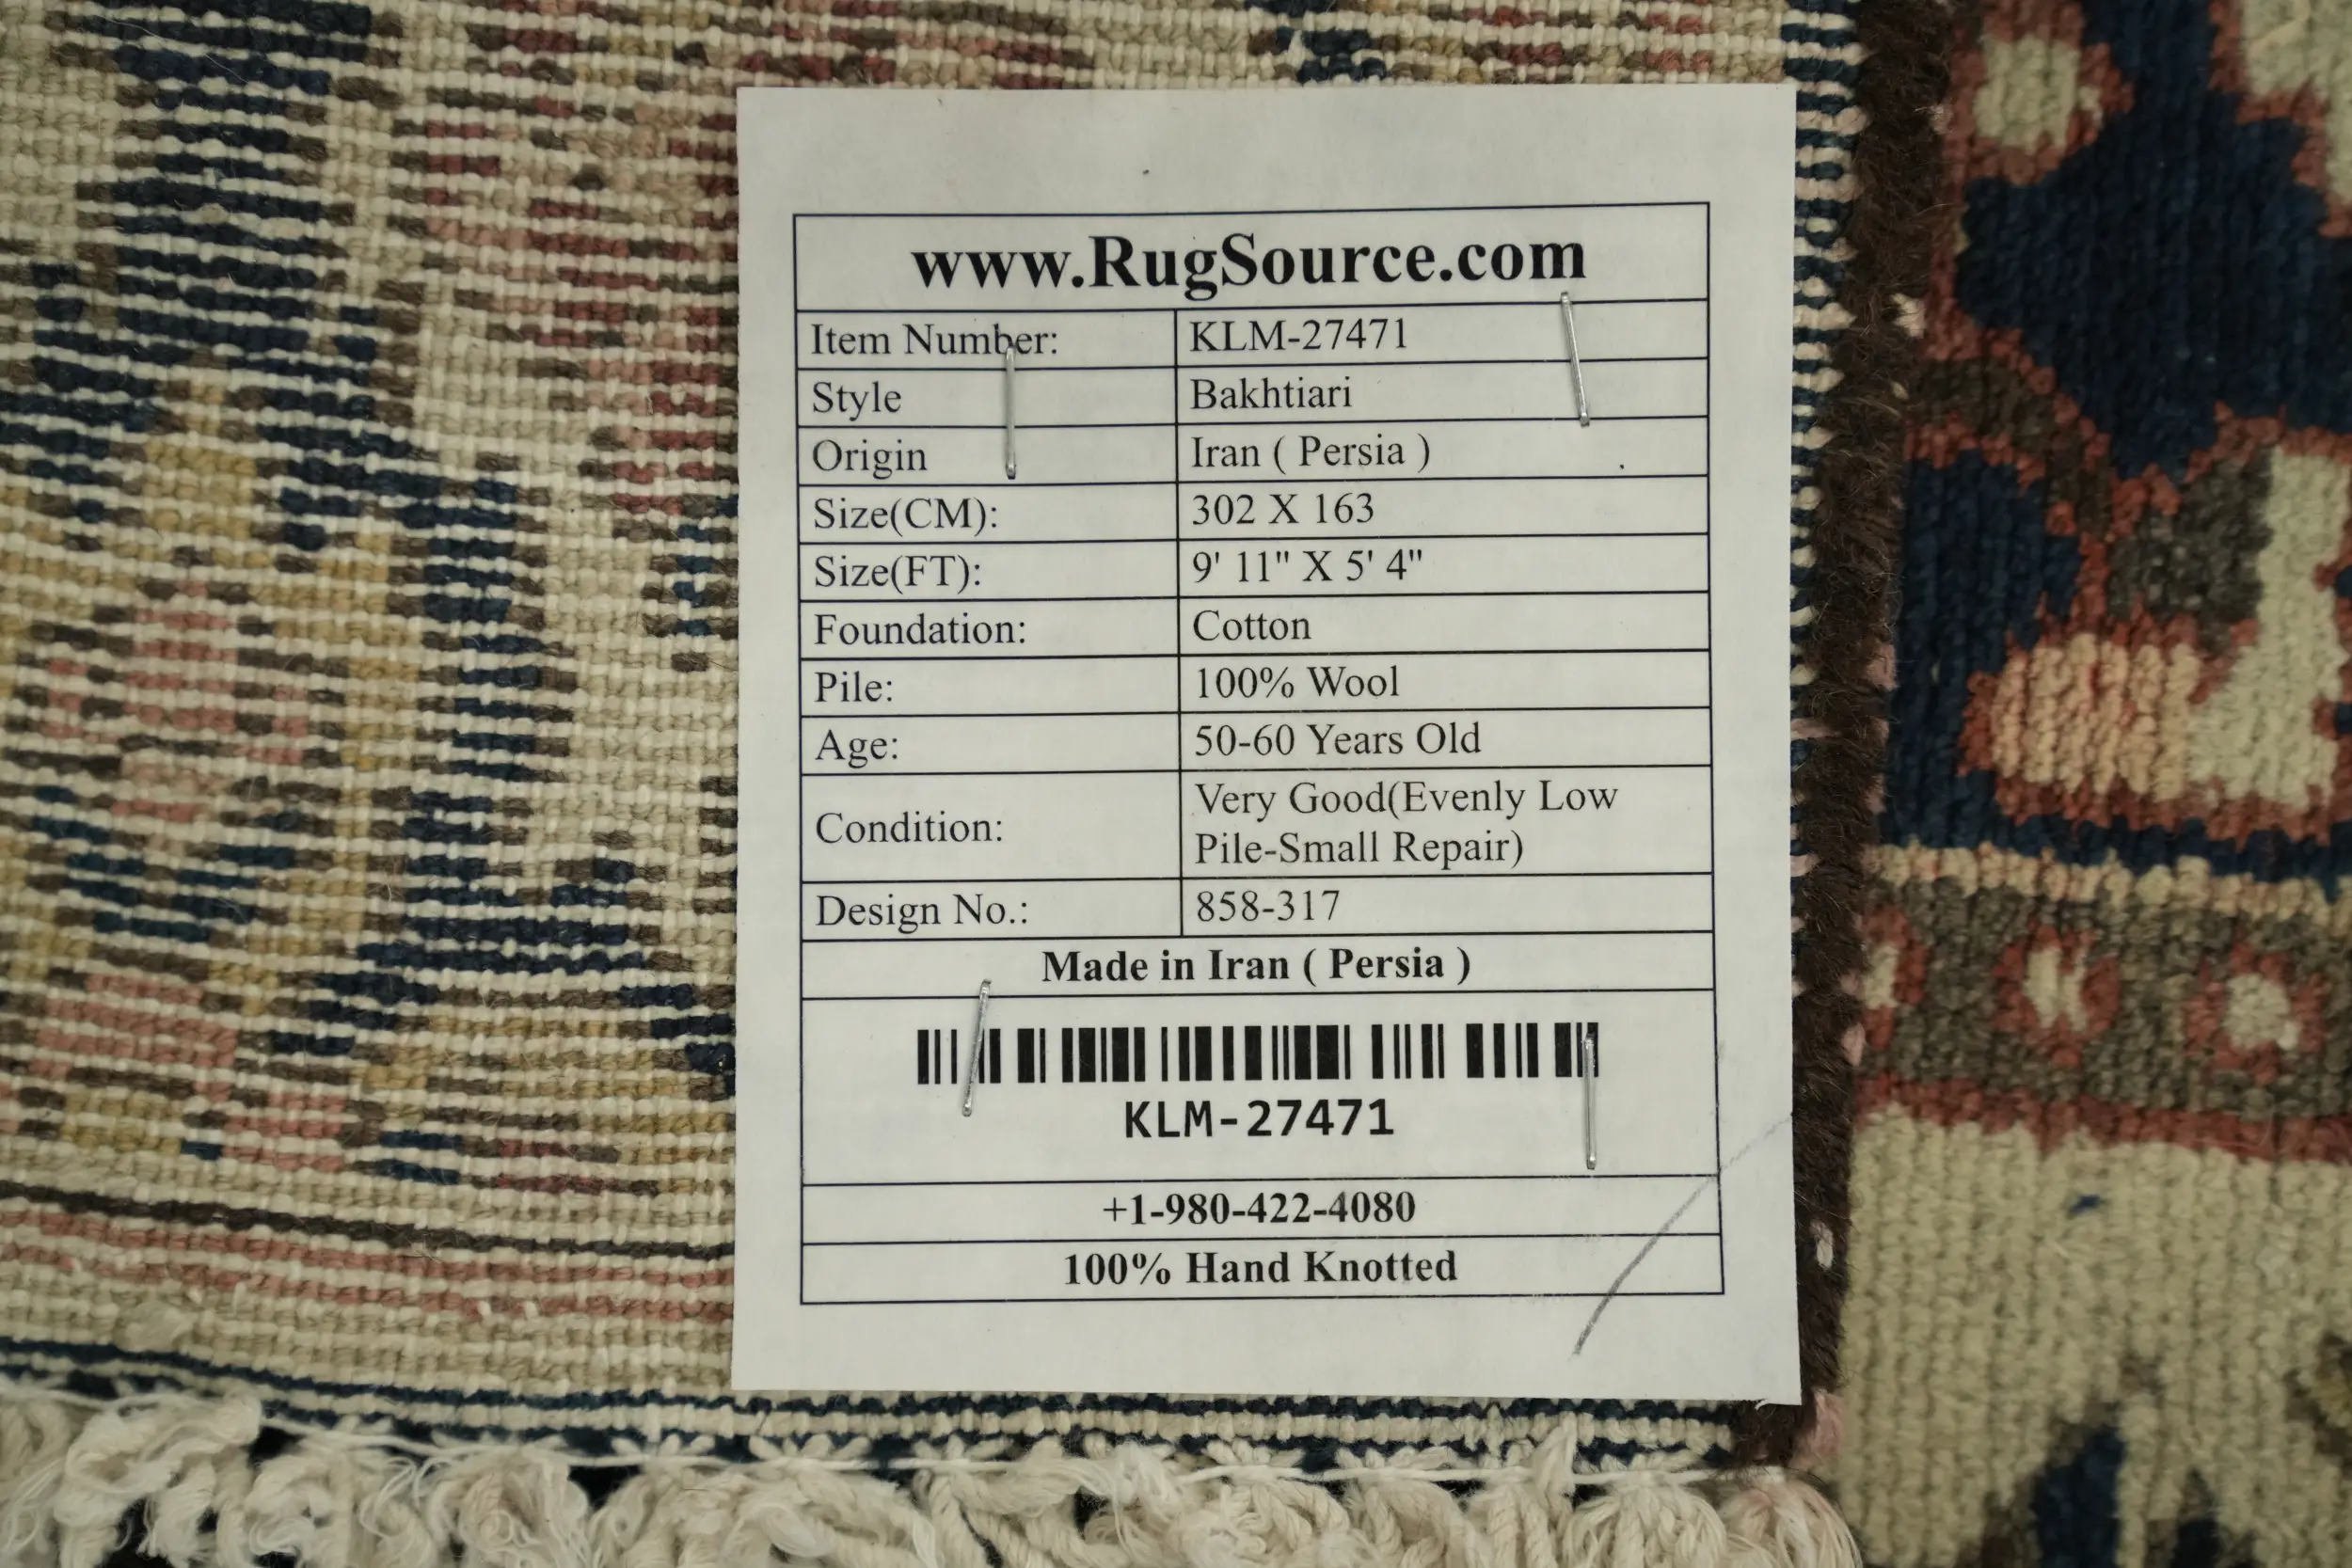 www.RugSource.com
Item Number: KLM-27471
Style Bakhtiari
Origin Iran ( Persia )
Size(CM): 302 X 163
Size(FT): 9' 11" X 5' 4"
Foundation: Cotton
Pile: 100% Wool
Age: 50-60 Years Old
Condition: Very Good(Evenly Low
Pile-Small Repair)
Design No.: 858-317
Made in Iran ( Persia )
KLM-27471
+1-980-422-4080
100% Hand Knotted